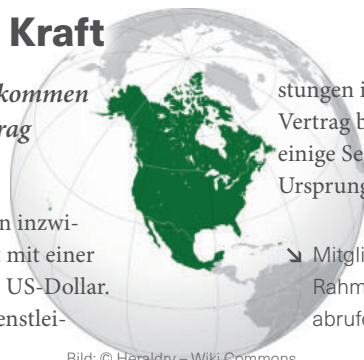 Kraft
kommen
rag
n inzwi-
mit einer
US-Dollar.
enstlei-
stungen i
Vertrag b
einige Se
Ursprung
↘ Mitgli
Rahm
abrufe
Bild: © Heraldry – Wiki Commons